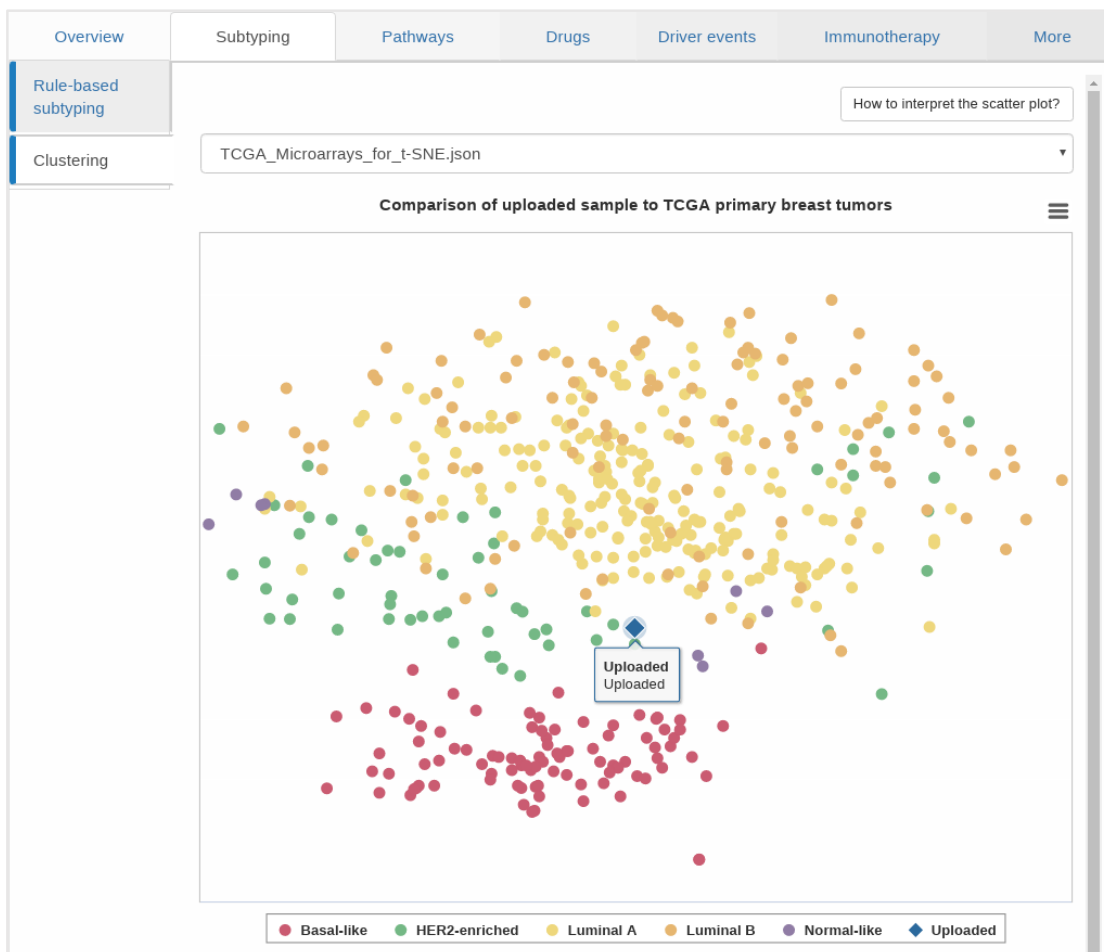 Overview Subtyping Pathways Drugs Driver events Immunotherapy More
Rule-based
subtyping
Clustering
How to interpret the scatter plot?
TCGA_Microarrays_for_t-SNE.json
Comparison of uploaded sample to TCGA primary breast tumors
Uploaded
Uploaded
Basal-like HER2-enriched Luminal A Luminal B Normal-like Uploaded